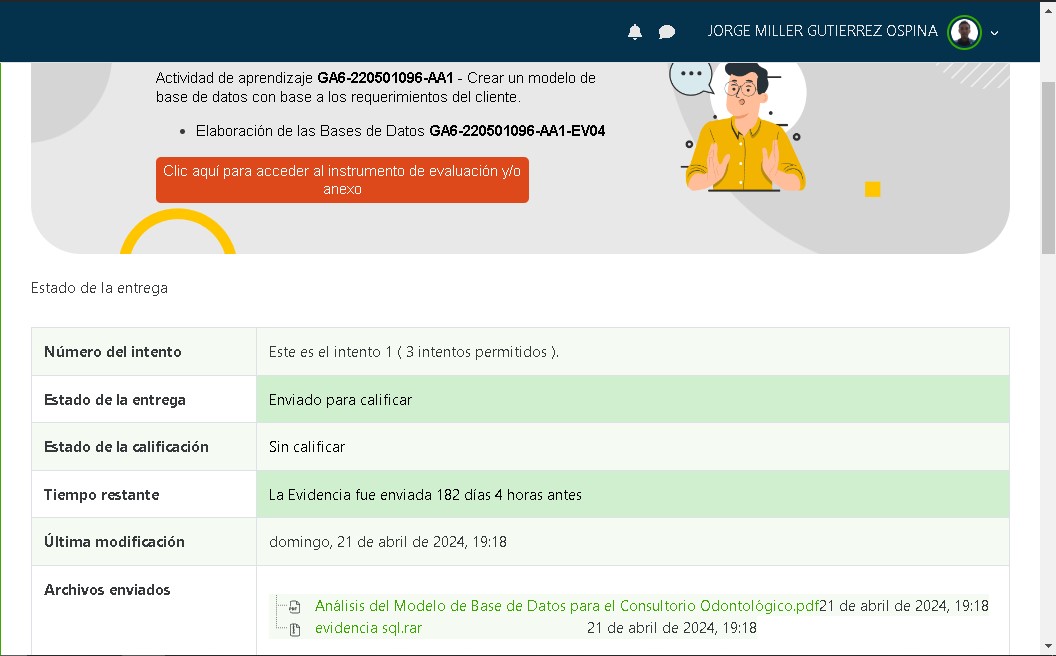 JORGE MILLER GUTIERREZ OSPINA
Actividad de aprendizaje GA6-220501096-AA1 - Crear un modelo de
base de datos con base a los requerimientos del cliente.
• Elaboración de las Bases de Datos GA6-220501096-AA1-EV04
Clic aquí para acceder al instrumento de evaluación y/o
anexo
Estado de la entrega
Número del intento Este es el intento 1 ( 3 intentos permitidos ).
Estado de la entrega Enviado para calificar
Estado de la calificación Sin calificar
Tiempo restante La Evidencia fue enviada 182 días 4 horas antes
Última modificación domingo, 21 de abril de 2024, 19:18
Archivos enviados
Análisis del Modelo de Base de Datos para el Consultorio Odontológico.pdf21 de abril de 2024, 19:18
evidencia sql.rar 21 de abril de 2024, 19:18